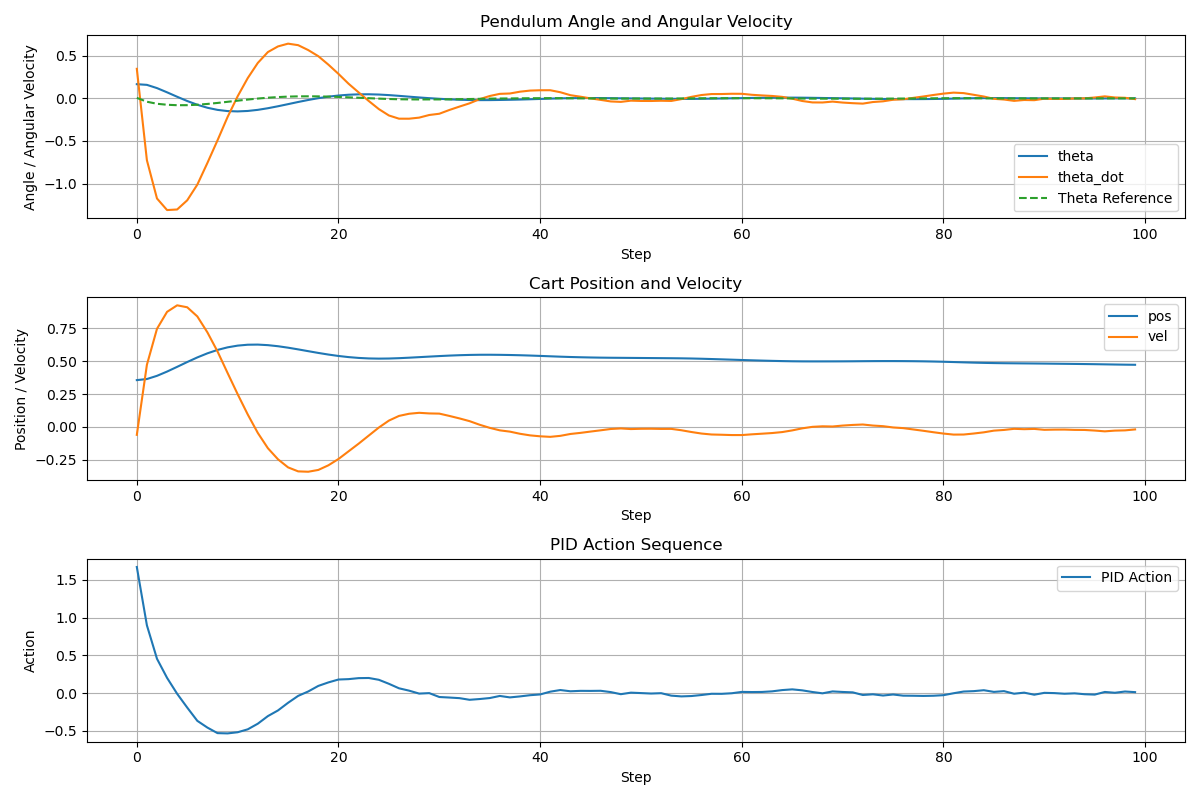 Pendulum Angle and Angular Velocity
Angle / Angular Velocity
0.5
0.0
−0.5
−1.0
theta
theta_dot
Theta Reference
0 20 40 60 80 100
Step
Cart Position and Velocity
Position / Velocity
0.75
0.50
0.25
0.00
−0.25
pos
vel
0 20 40 60 80 100
Step
PID Action Sequence
Action
1.5
1.0
0.5
0.0
−0.5
PID Action
0 20 40 60 80 100
Step